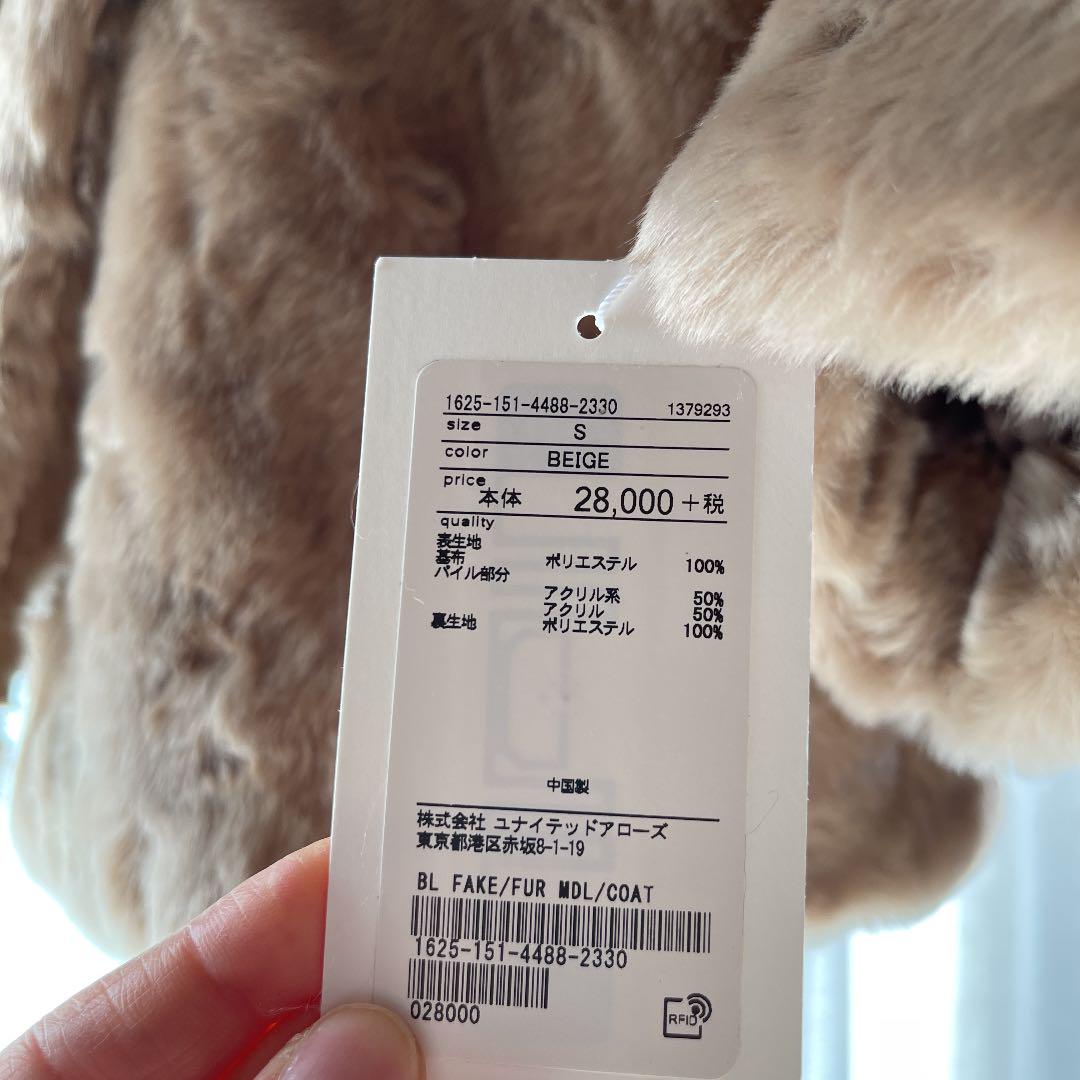 1625-151-4488-2330 1379293
size S
color BEIGE
price
本体 28,000+税
quality
表生地
基布 ポリエステル 100%
パイル部分
アクリル系 50%
アクリル 50%
裏生地 ポリエステル 100%
中国製
株式会社 ユナイテッドアローズ
東京都港区赤坂8-1-19
BL FAKE/FUR MDL/COAT
1625-151-4488-2330
028000
RFID